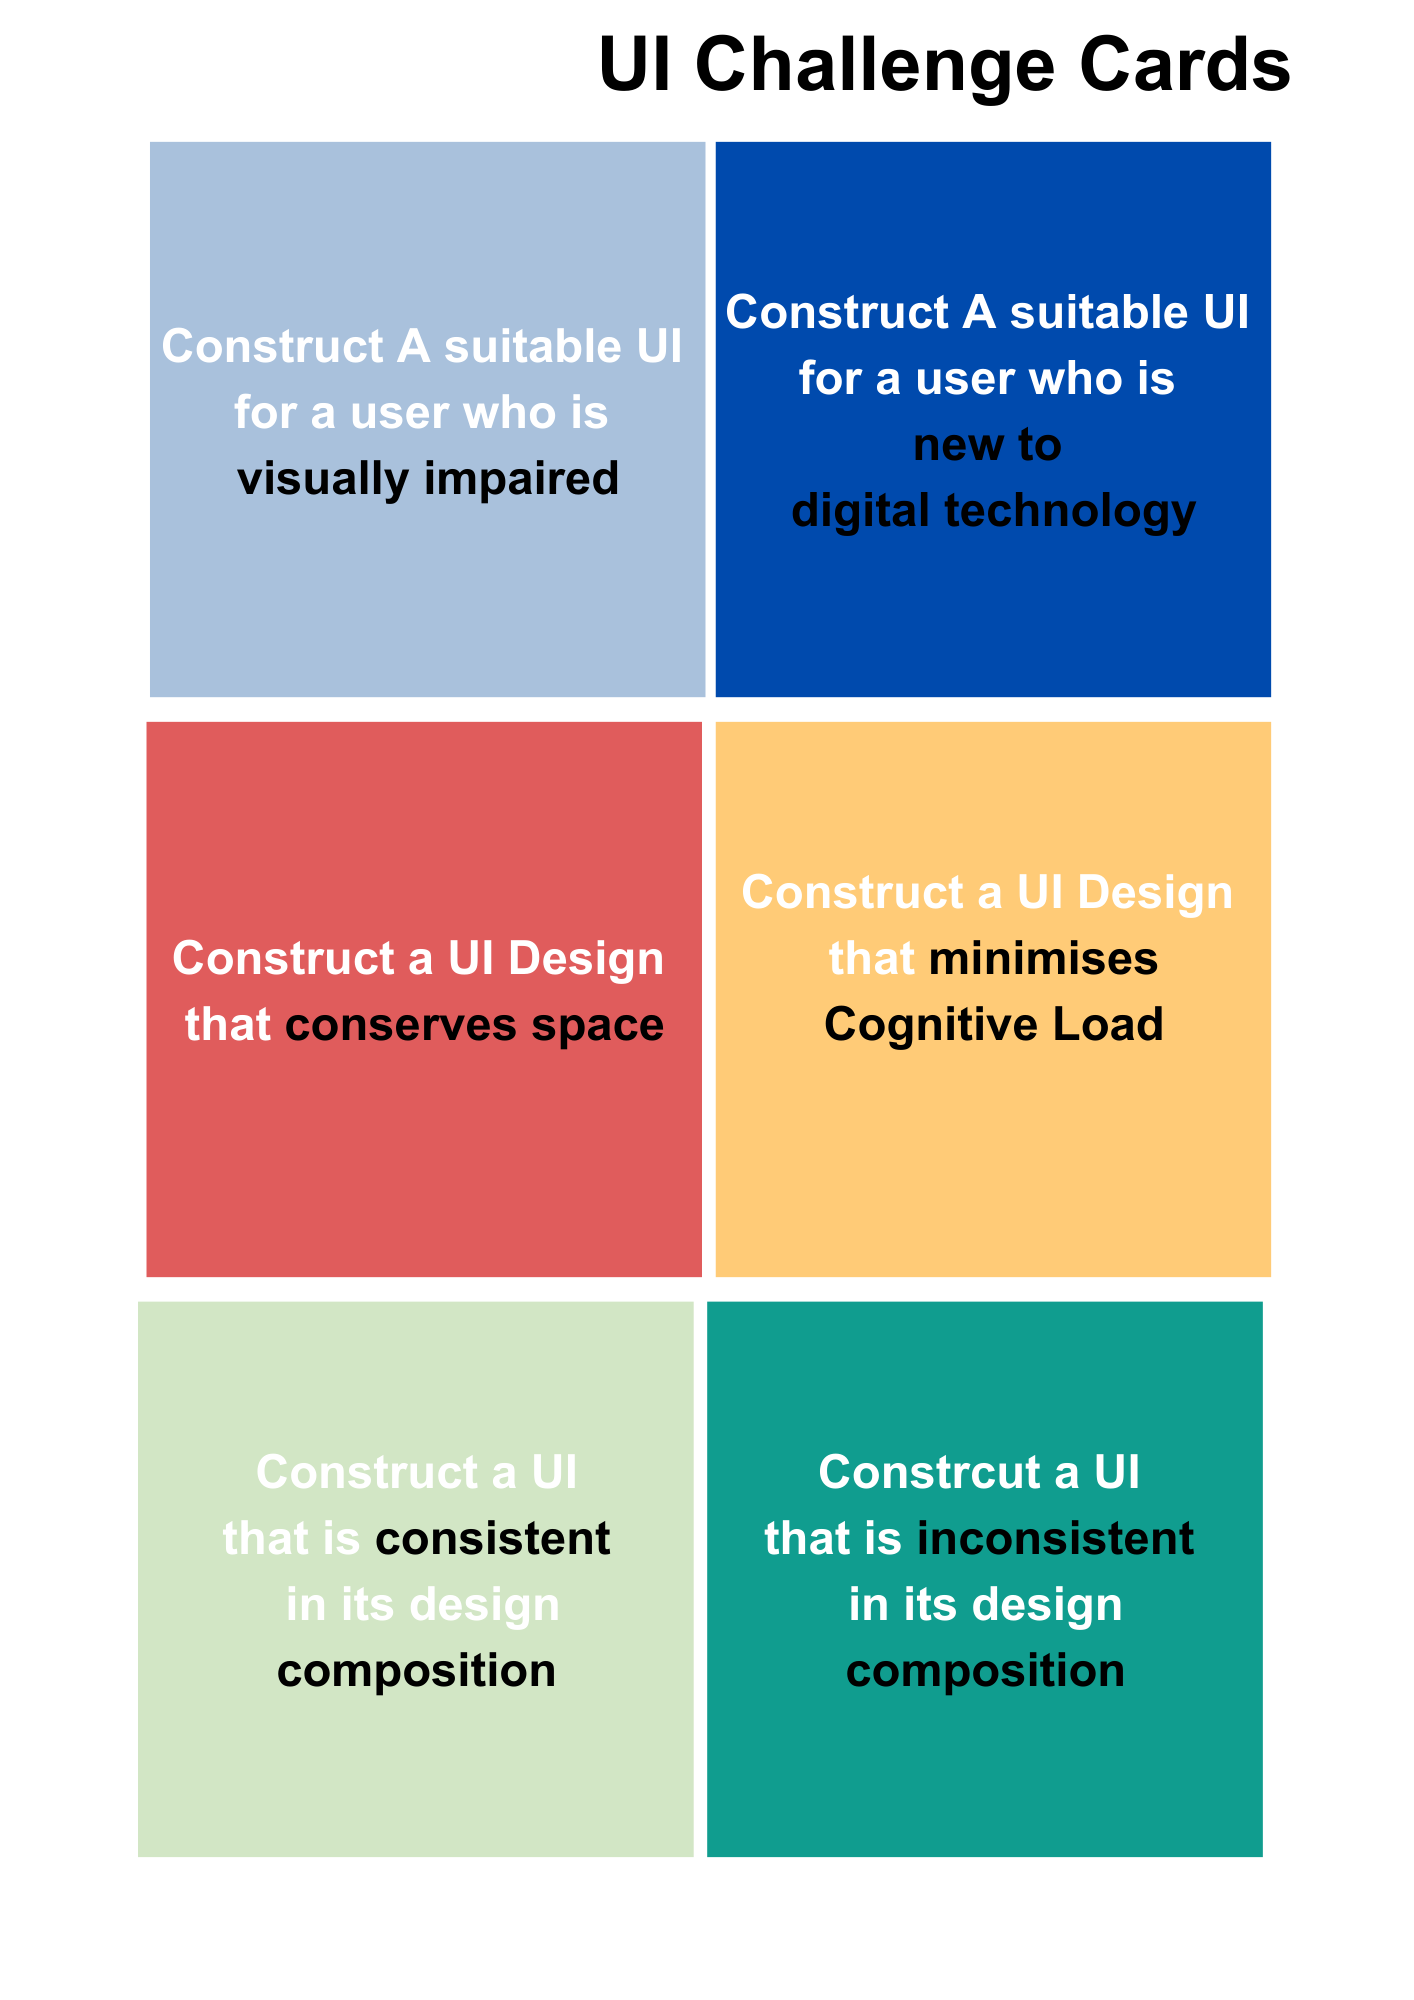 UI Challenge Cards
Construct A suitable UI
for a user who is
visually impaired
Construct A suitable UI
for a user who is
new to
digital technology
Construct a UI Design
that conserves space
Construct a UI Design
that minimises
Cognitive Load
Construct a UI
that is consistent
in its design
composition
Constrcut a UI
that is inconsistent
in its design
composition